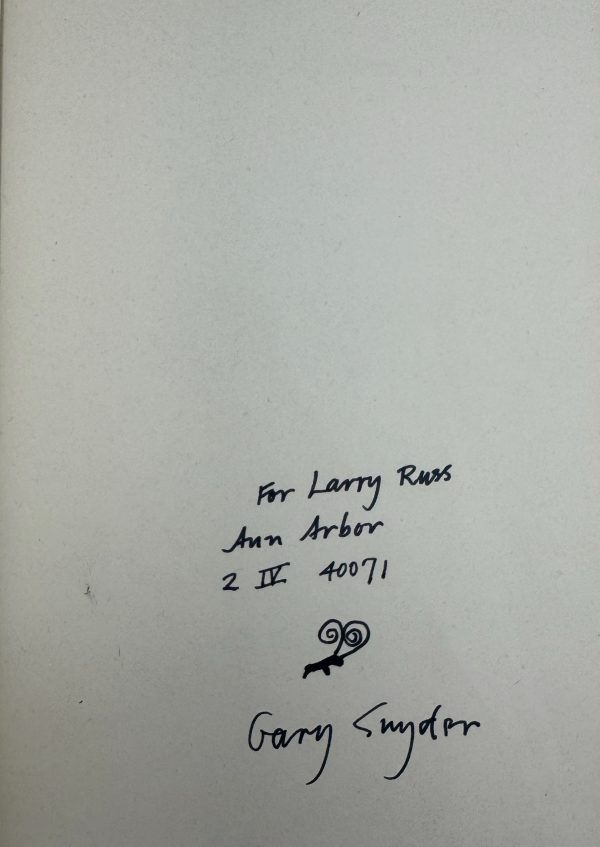 For Larry Russ
Ann Arbor
2 IV 40071
Gary Snyder